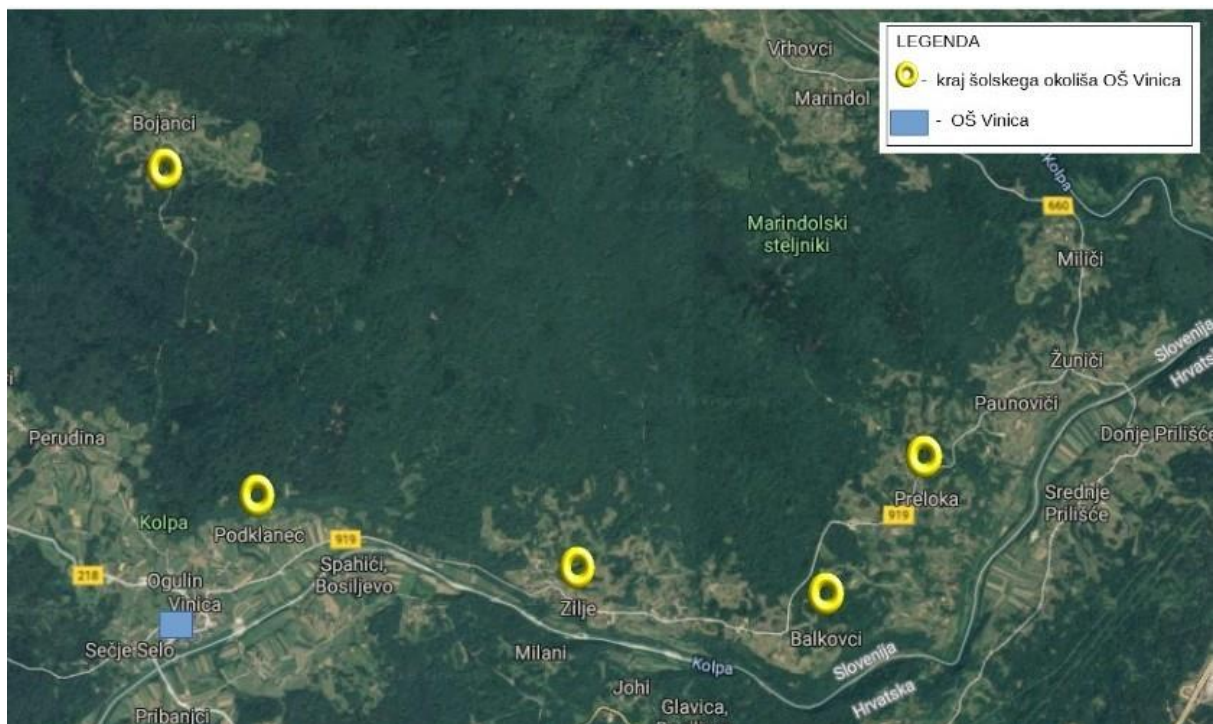 LEGENDA
- kraj šolskega okoliša OŠ Vinica
- OŠ Vinica
Vrhovci
Marindol
Bojanci
Kolpa
660
Marindolski
steljniki
Miliči
Slovenija
Žuniči
Paunoviči
Perudina
Donje Prilišće
Preloka
Srednje
Prilišće
919
Kolpa
Podklanec
919
Spahići,
Bosiljevo
218
Ogulin
Vinica
Zilje
Balkovci
Sečje Selo
Milani
Kolpa
Slovenija
Hrvatska
Johi
Glavica,
Pribanjci